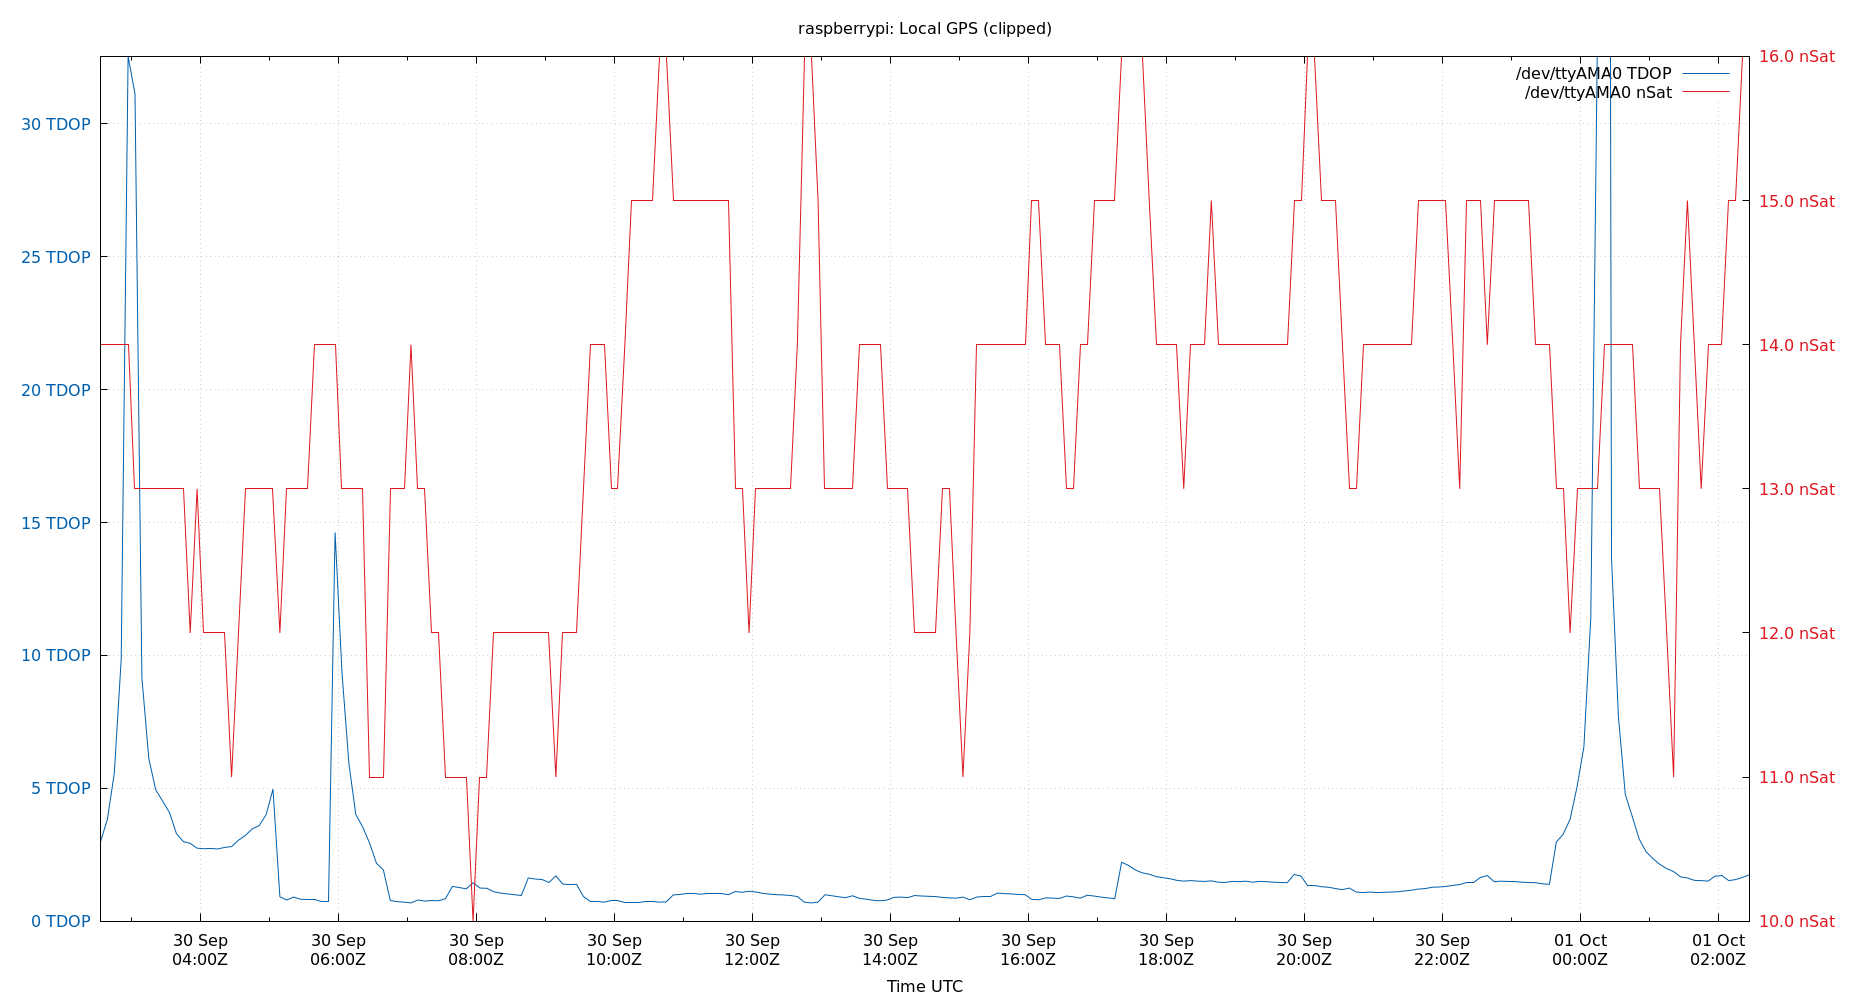 raspberrypi: Local GPS (clipped)
/dev/ttyAMA0 TDOP
/dev/ttyAMA0 nSat
30 TDOP
25 TDOP
20 TDOP
15 TDOP
10 TDOP
5 TDOP
0 TDOP
16.0 nSat
15.0 nSat
14.0 nSat
13.0 nSat
12.0 nSat
11.0 nSat
10.0 nSat
30 Sep
04:00Z
30 Sep
06:00Z
30 Sep
08:00Z
30 Sep
10:00Z
30 Sep
12:00Z
30 Sep
14:00Z
30 Sep
16:00Z
30 Sep
18:00Z
30 Sep
20:00Z
30 Sep
22:00Z
01 Oct
00:00Z
01 Oct
02:00Z
Time UTC